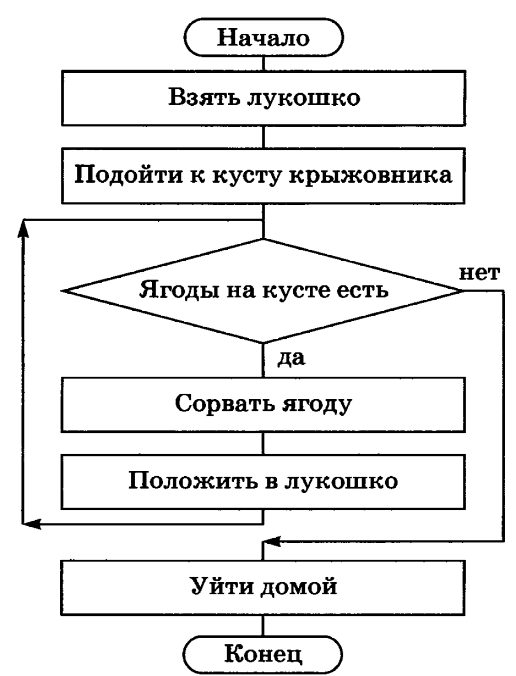 Начало
Взять лукошко
Подойти к кусту крыжовника
Ягоды на кусте есть
нет
да
Сорвать ягоду
Положить в лукошко
Уйти домой
Конец